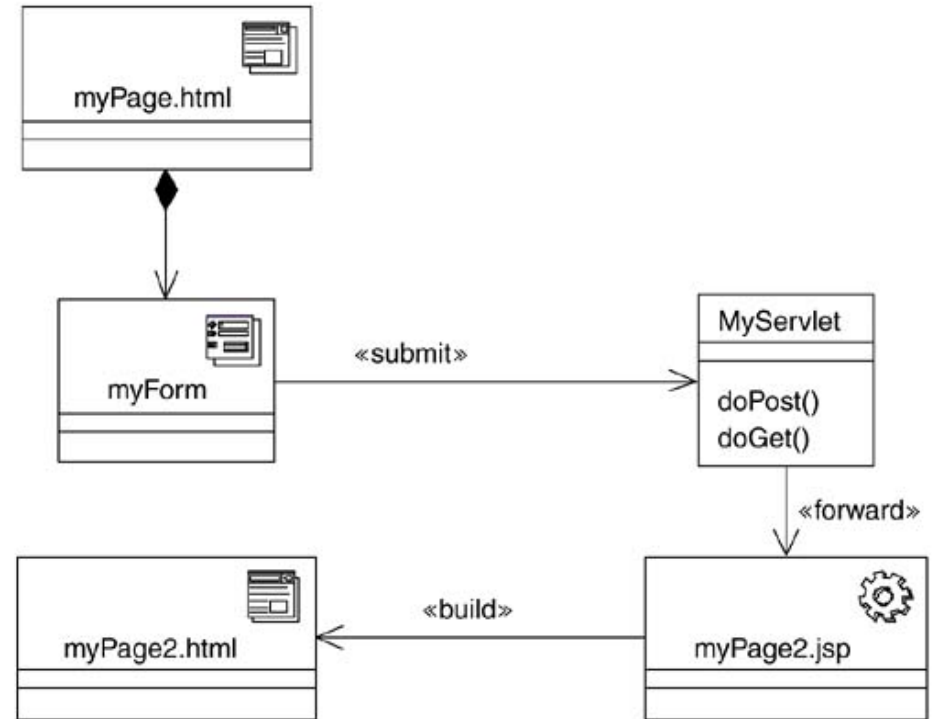 myPage.html
myForm
«submit»
MyServlet
doPost()
doGet()
«forward»
myPage2.html
«build»
myPage2.jsp